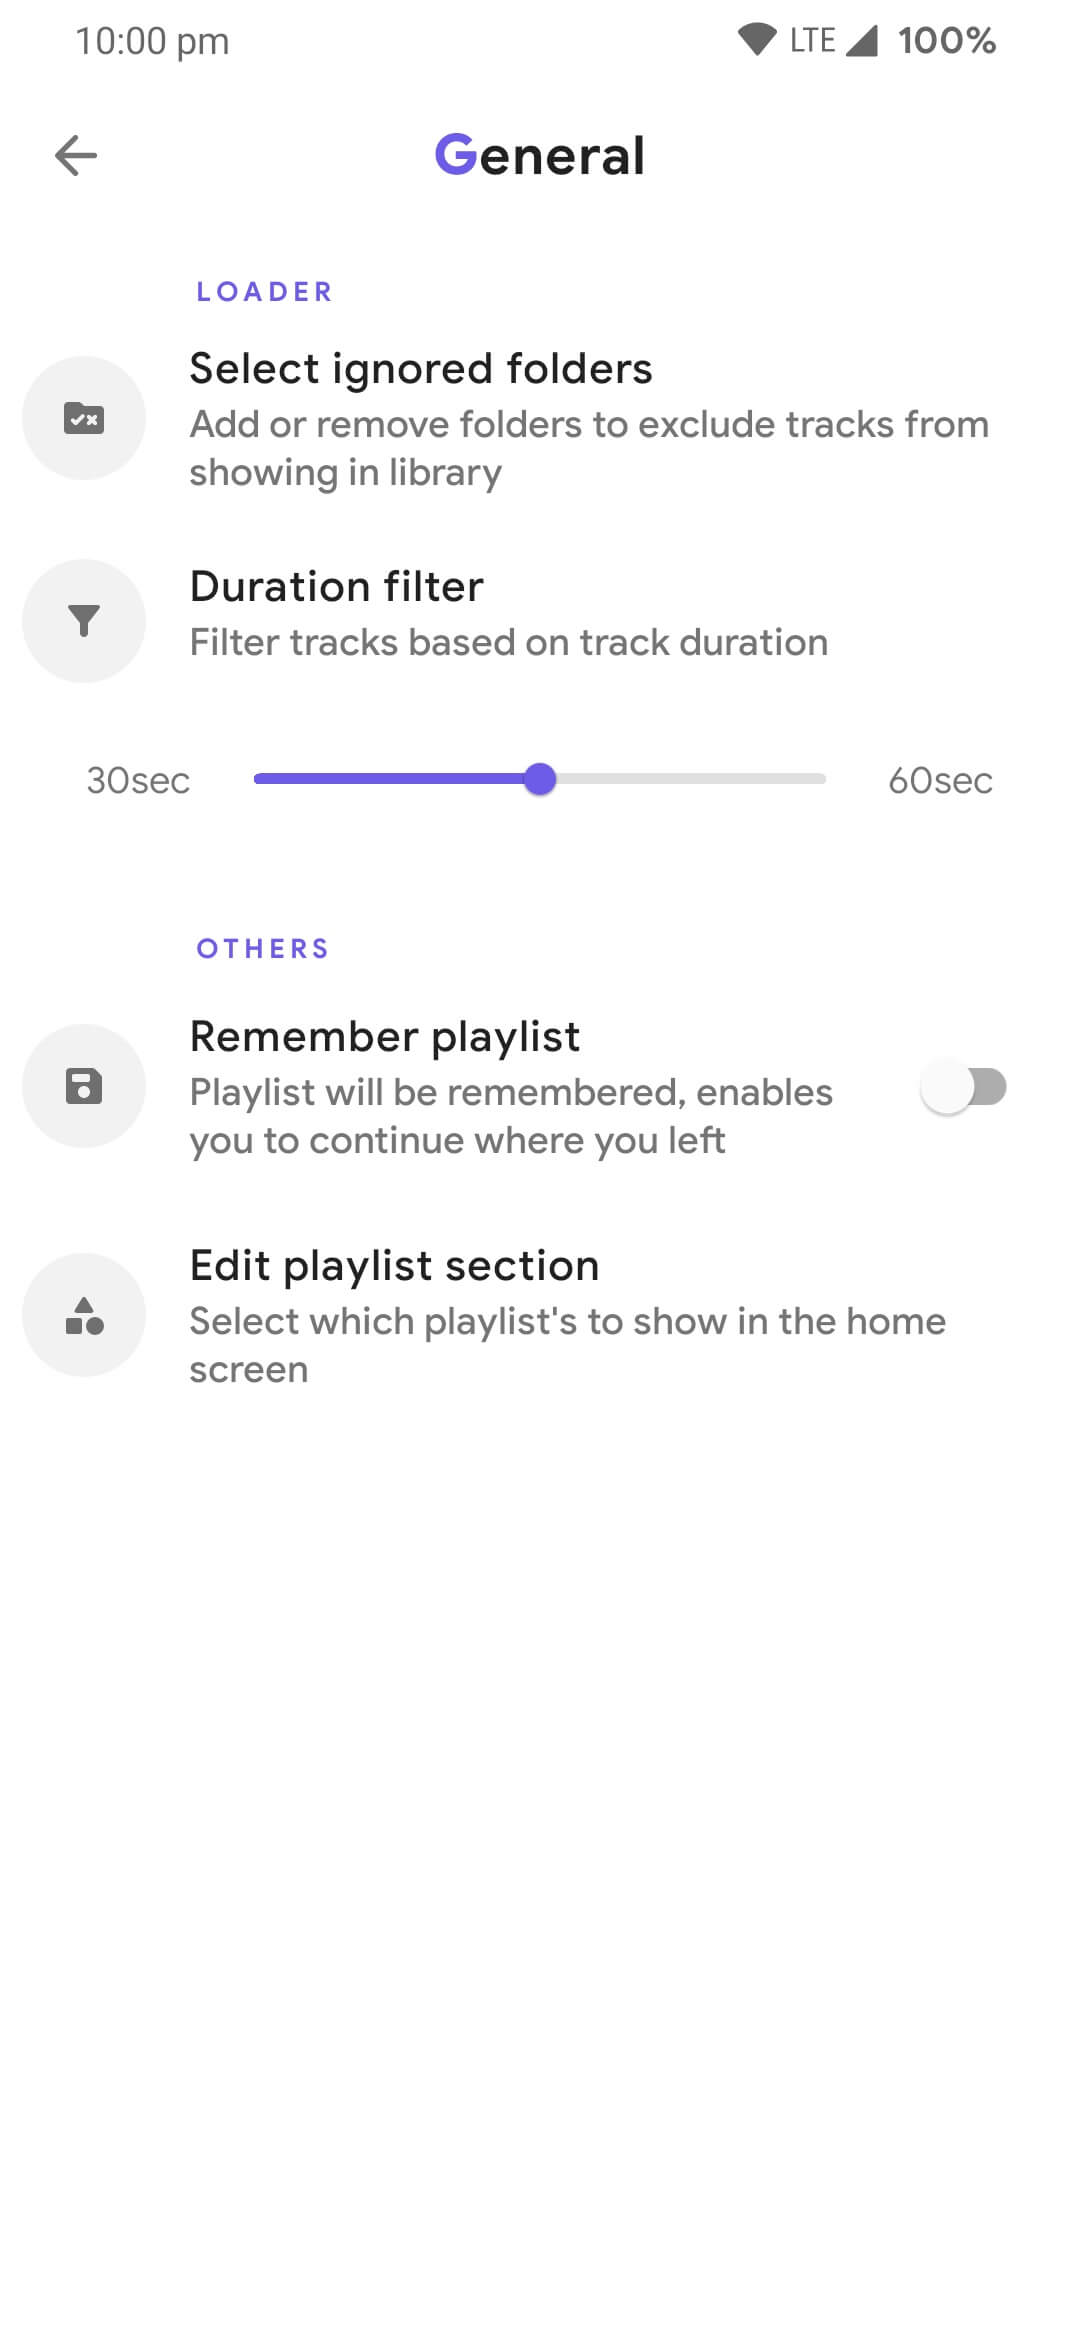 10:00 pm LTE 100%
General
LOADER
Select ignored folders
Add or remove folders to exclude tracks from
showing in library
Duration filter
Filter tracks based on track duration
30sec 60sec
OTHERS
Remember playlist
Playlist will be remembered, enables
you to continue where you left
Edit playlist section
Select which playlist's to show in the home
screen